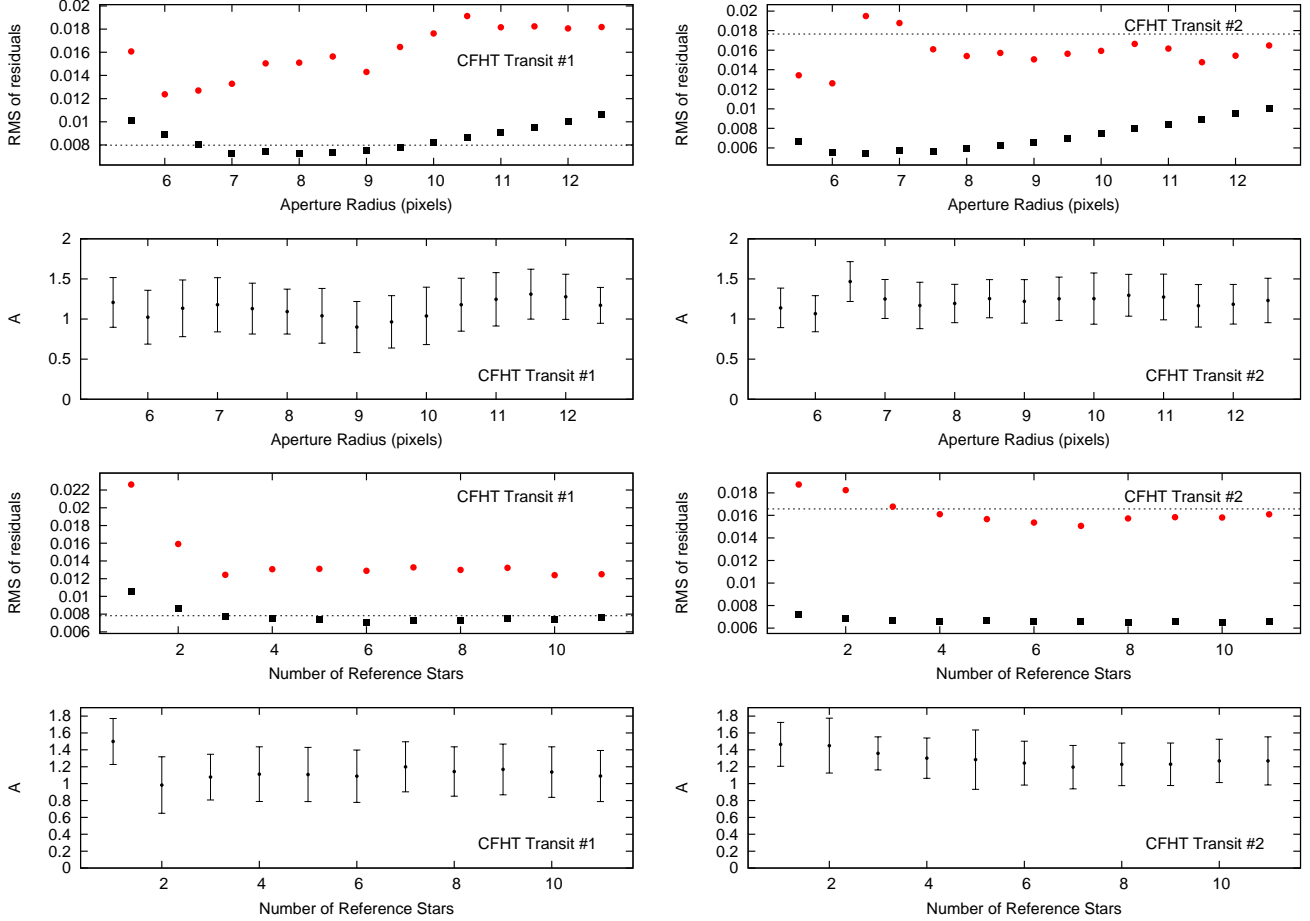 0.02
0.018
0.016
0.014
0.012
0.01
0.008
RMS of residuals
CFHT Transit #1
6 7 8 9 10 11 12
Aperture Radius (pixels)
0.02
0.018
0.016
0.014
0.012
0.01
0.008
0.006
RMS of residuals
CFHT Transit #2
6 7 8 9 10 11 12
Aperture Radius (pixels)
2
1.5
1
0.5
0
A
CFHT Transit #1
6 7 8 9 10 11 12
Aperture Radius (pixels)
2
1.5
1
0.5
0
A
CFHT Transit #2
6 7 8 9 10 11 12
Aperture Radius (pixels)
0.022
0.02
0.018
0.016
0.014
0.012
0.01
0.008
0.006
RMS of residuals
CFHT Transit #1
2 4 6 8 10
Number of Reference Stars
0.018
0.016
0.014
0.012
0.01
0.008
0.006
RMS of residuals
CFHT Transit #2
2 4 6 8 10
Number of Reference Stars
1.8
1.6
1.4
1.2
1
0.8
0.6
0.4
0.2
0
A
CFHT Transit #1
2 4 6 8 10
Number of Reference Stars
1.8
1.6
1.4
1.2
1
0.8
0.6
0.4
0.2
0
A
CFHT Transit #2
2 4 6 8 10
Number of Reference Stars